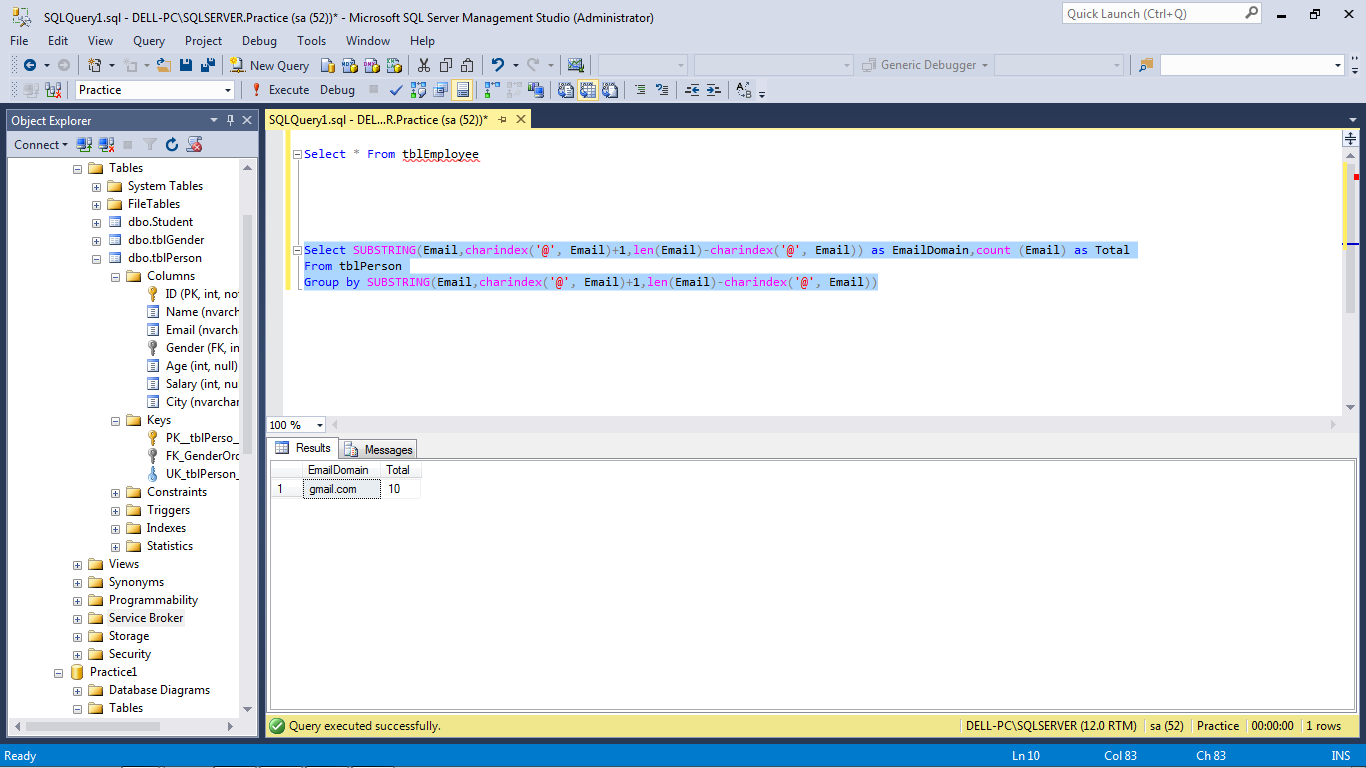 SQLQuery1.sql - DELL-PC\SQLSERVER.Practice (sa (52))* - Microsoft SQL Server Management Studio (Administrator)
Quick Launch (Ctrl+Q)
File Edit View Query Project Debug Tools Window Help
New Query
Generic Debugger
Practice
Execute Debug
Object Explorer
Connect
Tables
System Tables
FileTables
dbo.Student
dbo.tblGender
dbo.tblPerson
Columns
ID (PK, int, no
Name (nvarch
Email (nvarch
Gender (FK, in
Age (int, null)
Salary (int, nu
City (nvarchar
Keys
PK__tblPerso_
FK_GenderOrd
UK_tblPerson_
Constraints
Triggers
Indexes
Statistics
Views
Synonyms
Programmability
Service Broker
Storage
Security
Practice1
Database Diagrams
Tables
SQLQuery1.sql - DEL...R.Practice (sa (52))*
Select * From tblEmployee
Select SUBSTRING(Email,charindex('@', Email)+1,len(Email)-charindex('@', Email)) as EmailDomain,count (Email) as Total
From tblPerson
Group by SUBSTRING(Email,charindex('@', Email)+1,len(Email)-charindex('@', Email))
100 %
Results Messages
EmailDomain Total
1 gmail.com 10
Query executed successfully.
DELL-PC\SQLSERVER (12.0 RTM) sa (52) Practice 00:00:00 1 rows
Ready Ln 10 Col 83 Ch 83 INS